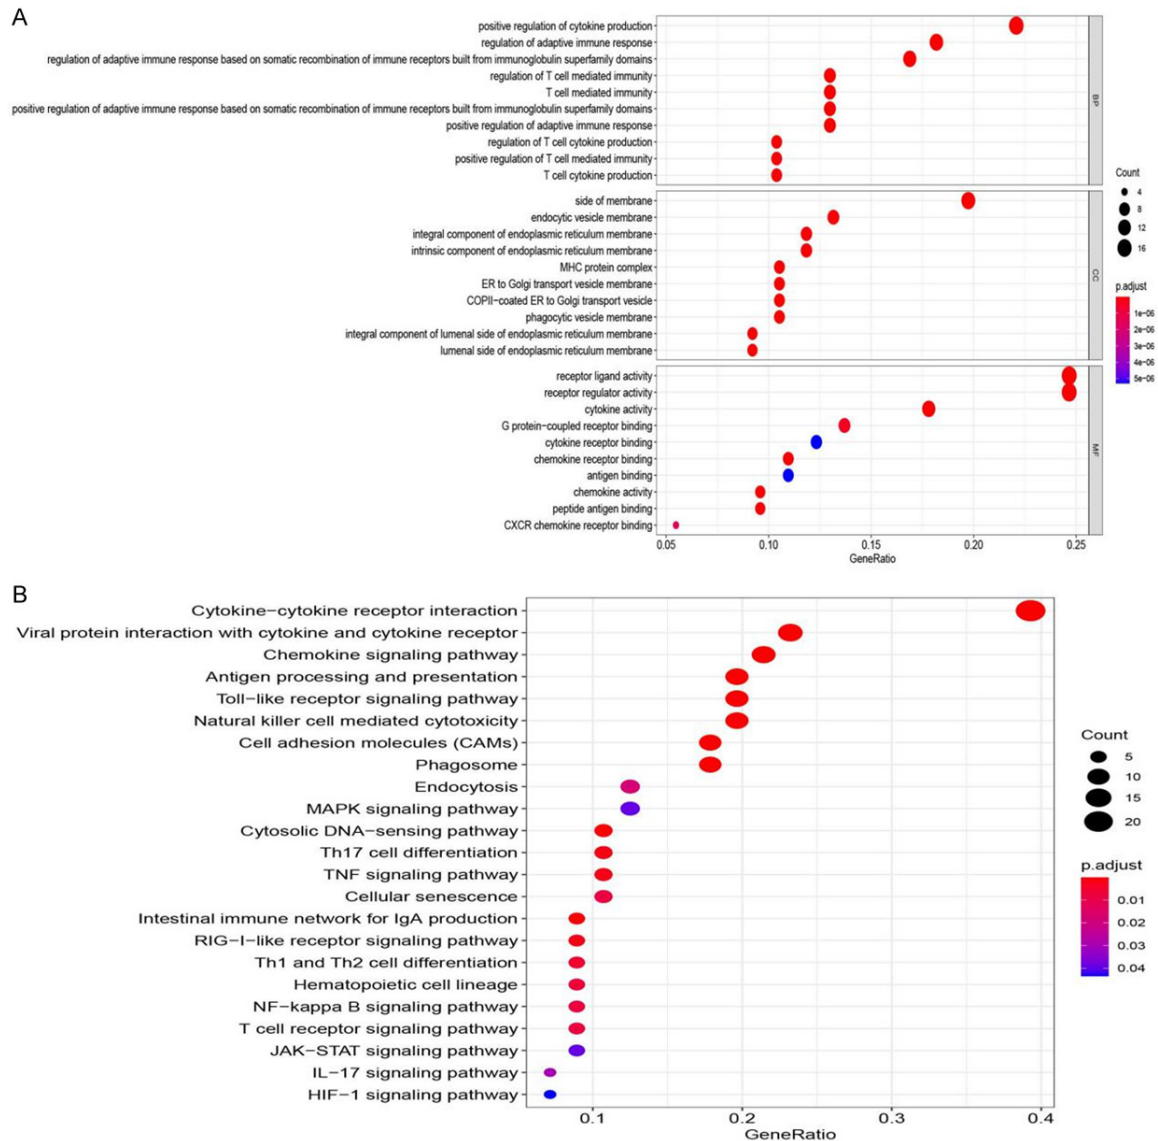 A
positive regulation of cytokine production
regulation of adaptive immune response
regulation of adaptive immune response based on somatic recombination of immune receptors built from immunoglobulin superfamily domains
regulation of T cell mediated immunity
T cell mediated immunity
positive regulation of adaptive immune response based on somatic recombination of immune receptors built from immunoglobulin superfamily domains
positive regulation of adaptive immune response
regulation of T cell cytokine production
positive regulation of T cell mediated immunity
T cell cytokine production
BP
side of membrane
endocytic vesicle membrane
integral component of endoplasmic reticulum membrane
intrinsic component of endoplasmic reticulum membrane
MHC protein complex
ER to Golgi transport vesicle membrane
COPII−coated ER to Golgi transport vesicle
phagocytic vesicle membrane
integral component of lumenal side of endoplasmic reticulum membrane
lumenal side of endoplasmic reticulum membrane
CC
receptor ligand activity
receptor regulator activity
cytokine activity
G protein−coupled receptor binding
cytokine receptor binding
chemokine receptor binding
antigen binding
chemokine activity
peptide antigen binding
CXCR chemokine receptor binding
MF
0.05 0.10 0.15 0.20 0.25
GeneRatio
Count
4
8
12
16
p.adjust
1e−06
2e−06
3e−06
4e−06
5e−06
B
Cytokine−cytokine receptor interaction
Viral protein interaction with cytokine and cytokine receptor
Chemokine signaling pathway
Antigen processing and presentation
Toll−like receptor signaling pathway
Natural killer cell mediated cytotoxicity
Cell adhesion molecules (CAMs)
Phagosome
Endocytosis
MAPK signaling pathway
Cytosolic DNA−sensing pathway
Th17 cell differentiation
TNF signaling pathway
Cellular senescence
Intestinal immune network for IgA production
RIG−I−like receptor signaling pathway
Th1 and Th2 cell differentiation
Hematopoietic cell lineage
NF−kappa B signaling pathway
T cell receptor signaling pathway
JAK−STAT signaling pathway
IL−17 signaling pathway
HIF−1 signaling pathway
0.1 0.2 0.3 0.4
GeneRatio
Count
5
10
15
20
p.adjust
0.01
0.02
0.03
0.04